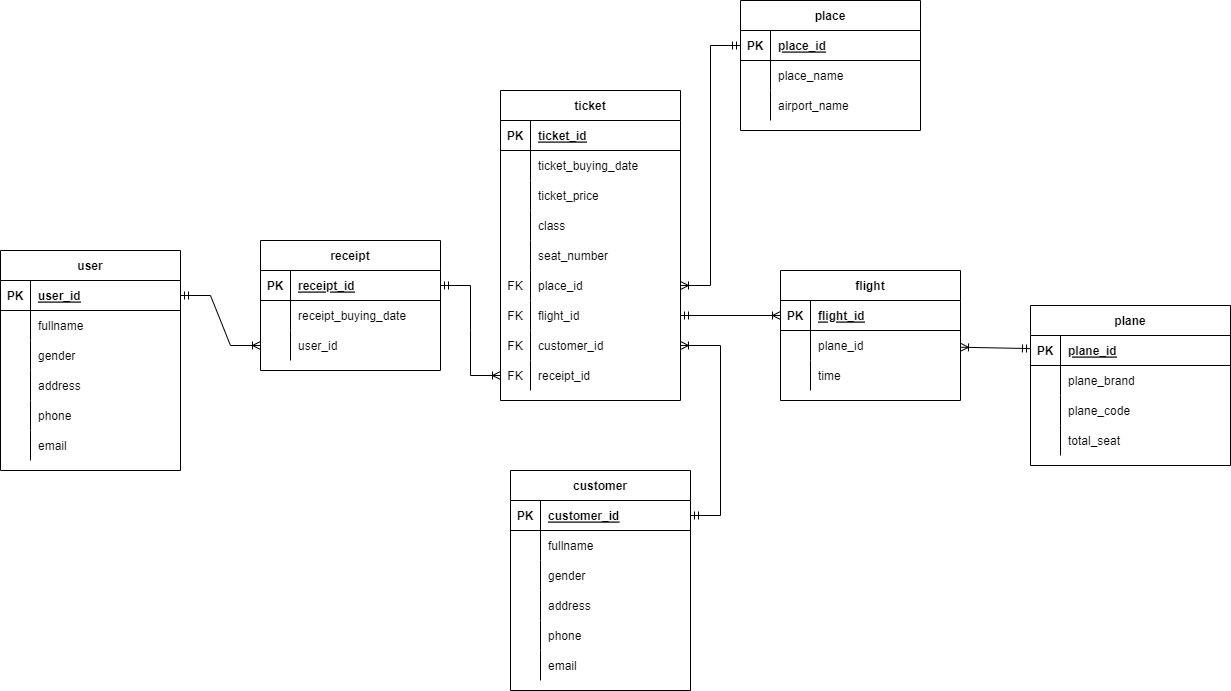 place
PK place_id
place_name
airport_name
ticket
PK ticket_id
ticket_buying_date
ticket_price
class
seat_number
FK place_id
FK flight_id
FK customer_id
FK receipt_id
user
PK user_id
fullname
gender
address
phone
email
receipt
PK receipt_id
receipt_buying_date
user_id
flight
PK flight_id
plane_id
time
plane
PK plane_id
plane_brand
plane_code
total_seat
customer
PK customer_id
fullname
gender
address
phone
email